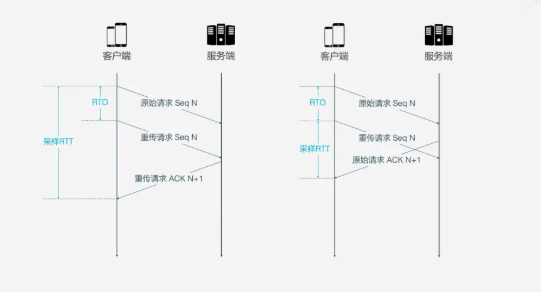 客户端
服务端
RTO
原始请求 Seq N
采样RTT
重传请求 Seq N
重传请求 ACK N+1
客户端
服务端
RTO
原始请求 Seq N
重传请求 Seq N
采样RTT
原始请求 ACK N+1